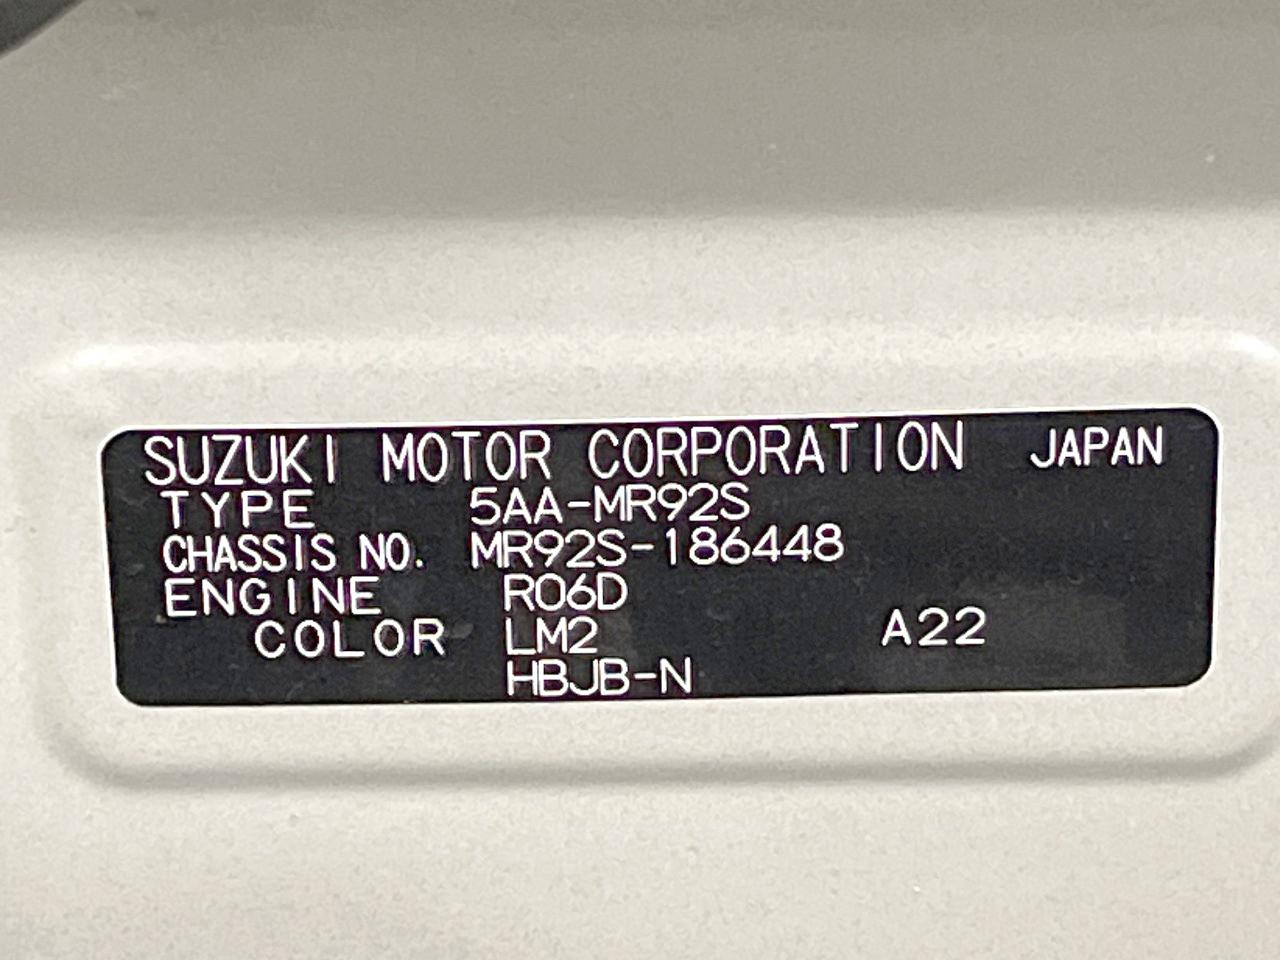 SUZUKI MOTOR CORPORATION JAPAN
TYPE 5AA-MR92S
CHASSIS NO. MR92S-186448
ENGINE R06D
COLOR LM2 A22
HBJB-N